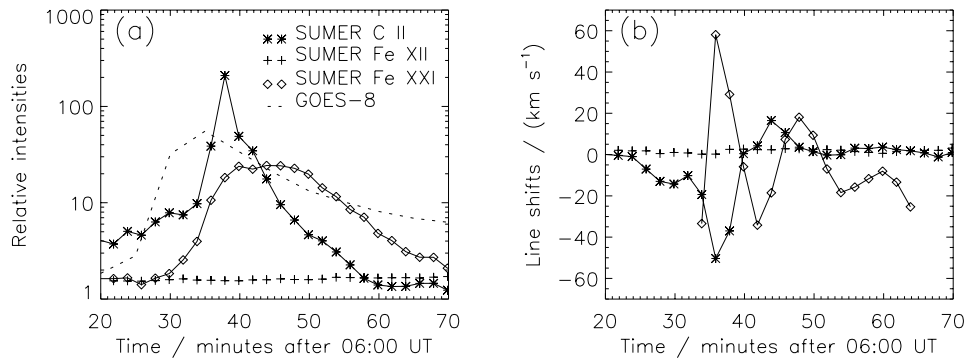 (a)
SUMER C II
SUMER Fe XII
SUMER Fe XXI
GOES-8
1000
100
10
1
Relative intensities
20 30 40 50 60 70
Time / minutes after 06:00 UT
(b)
60
40
20
0
-20
-40
-60
Line shifts / (km s⁻¹)
20 30 40 50 60 70
Time / minutes after 06:00 UT